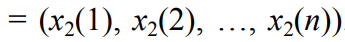 = (x₂(1), x₂(2), …, x₂(n))